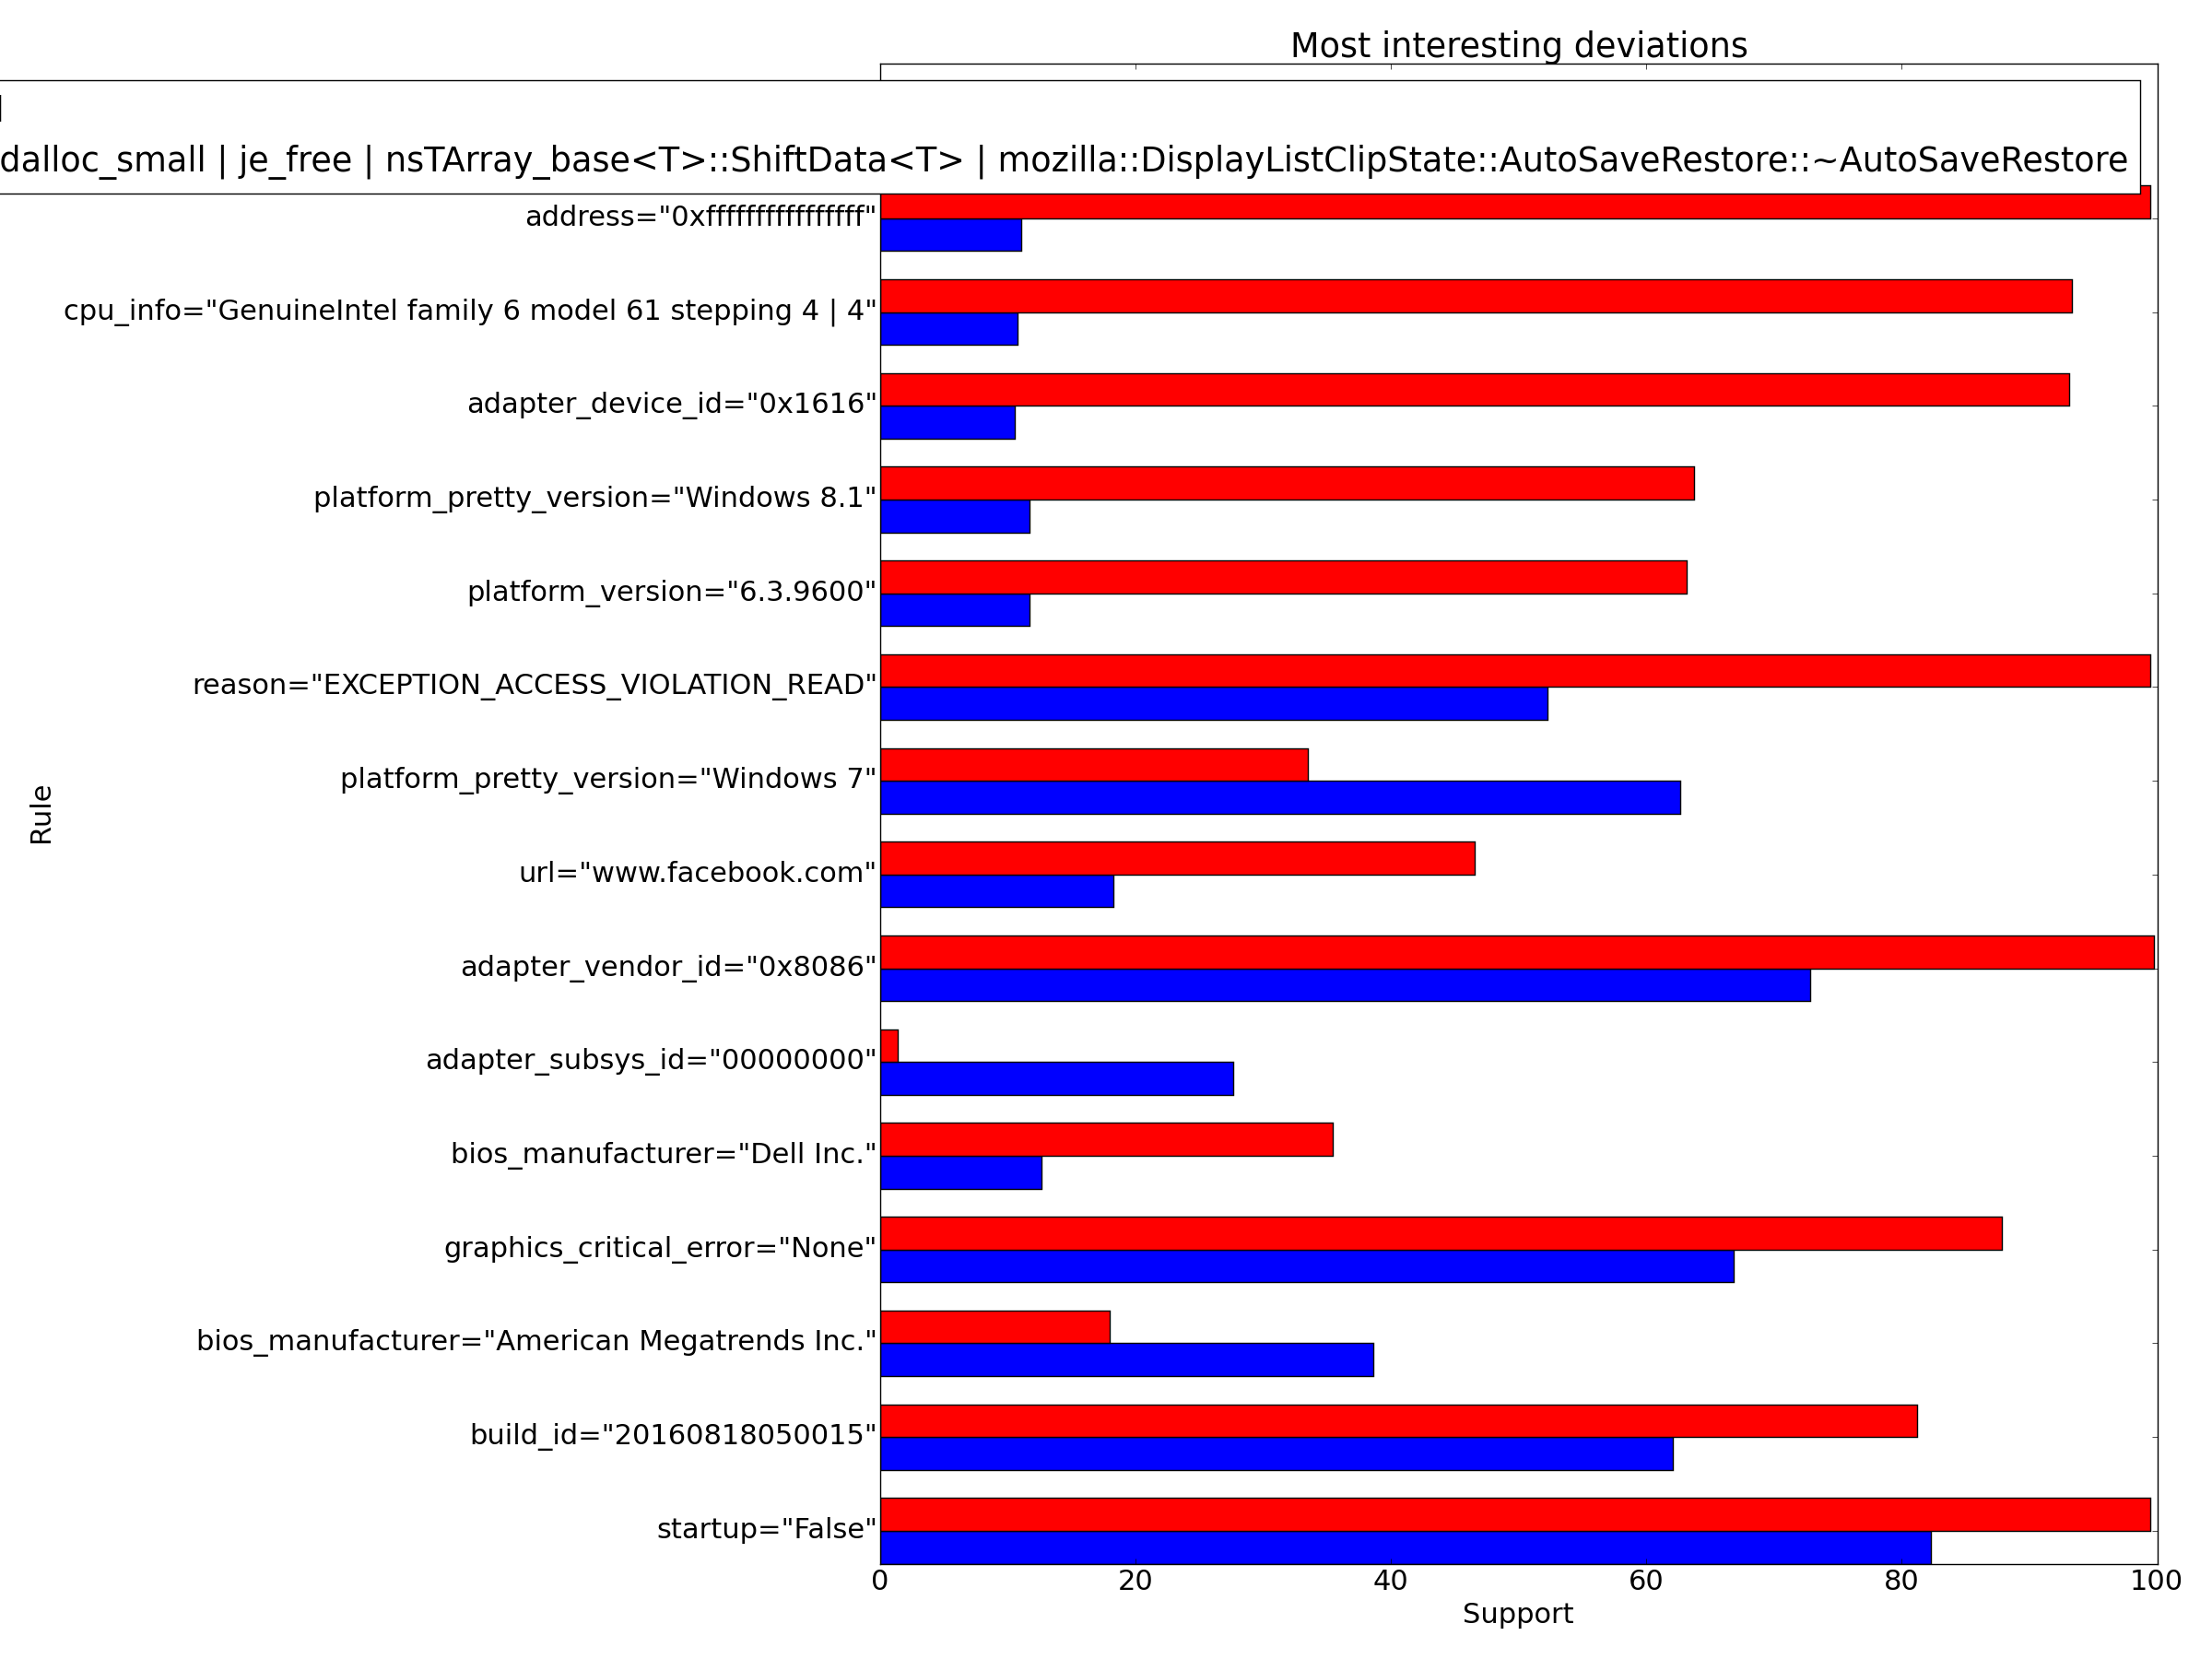 Most interesting deviations
dalloc_small | je_free | nsTArray_base<T>::ShiftData<T> | mozilla::DisplayListClipState::AutoSaveRestore::~AutoSaveRestore
address="0xffffffffffffffff"
cpu_info="GenuineIntel family 6 model 61 stepping 4 | 4"
adapter_device_id="0x1616"
platform_pretty_version="Windows 8.1"
platform_version="6.3.9600"
reason="EXCEPTION_ACCESS_VIOLATION_READ"
platform_pretty_version="Windows 7"
Rule
url="www.facebook.com"
adapter_vendor_id="0x8086"
adapter_subsys_id="00000000"
bios_manufacturer="Dell Inc."
graphics_critical_error="None"
bios_manufacturer="American Megatrends Inc."
build_id="20160818050015"
startup="False"
0 20 40 60 80 100
Support